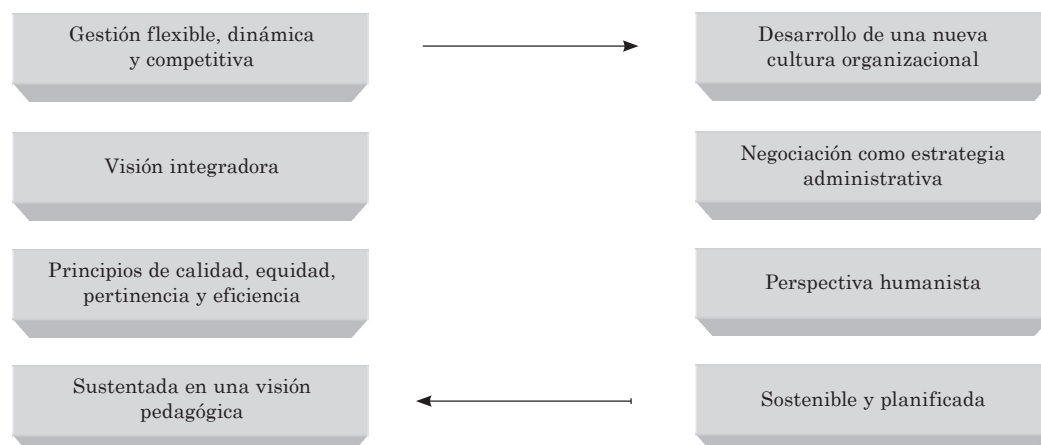 Gestión flexible, dinámica
y competitiva
Desarrollo de una nueva
cultura organizacional
Visión integradora
Negociación como estrategia
administrativa
Principios de calidad, equidad,
pertinencia y eficiencia
Perspectiva humanista
Sustentada en una visión
pedagógica
Sostenible y planificada